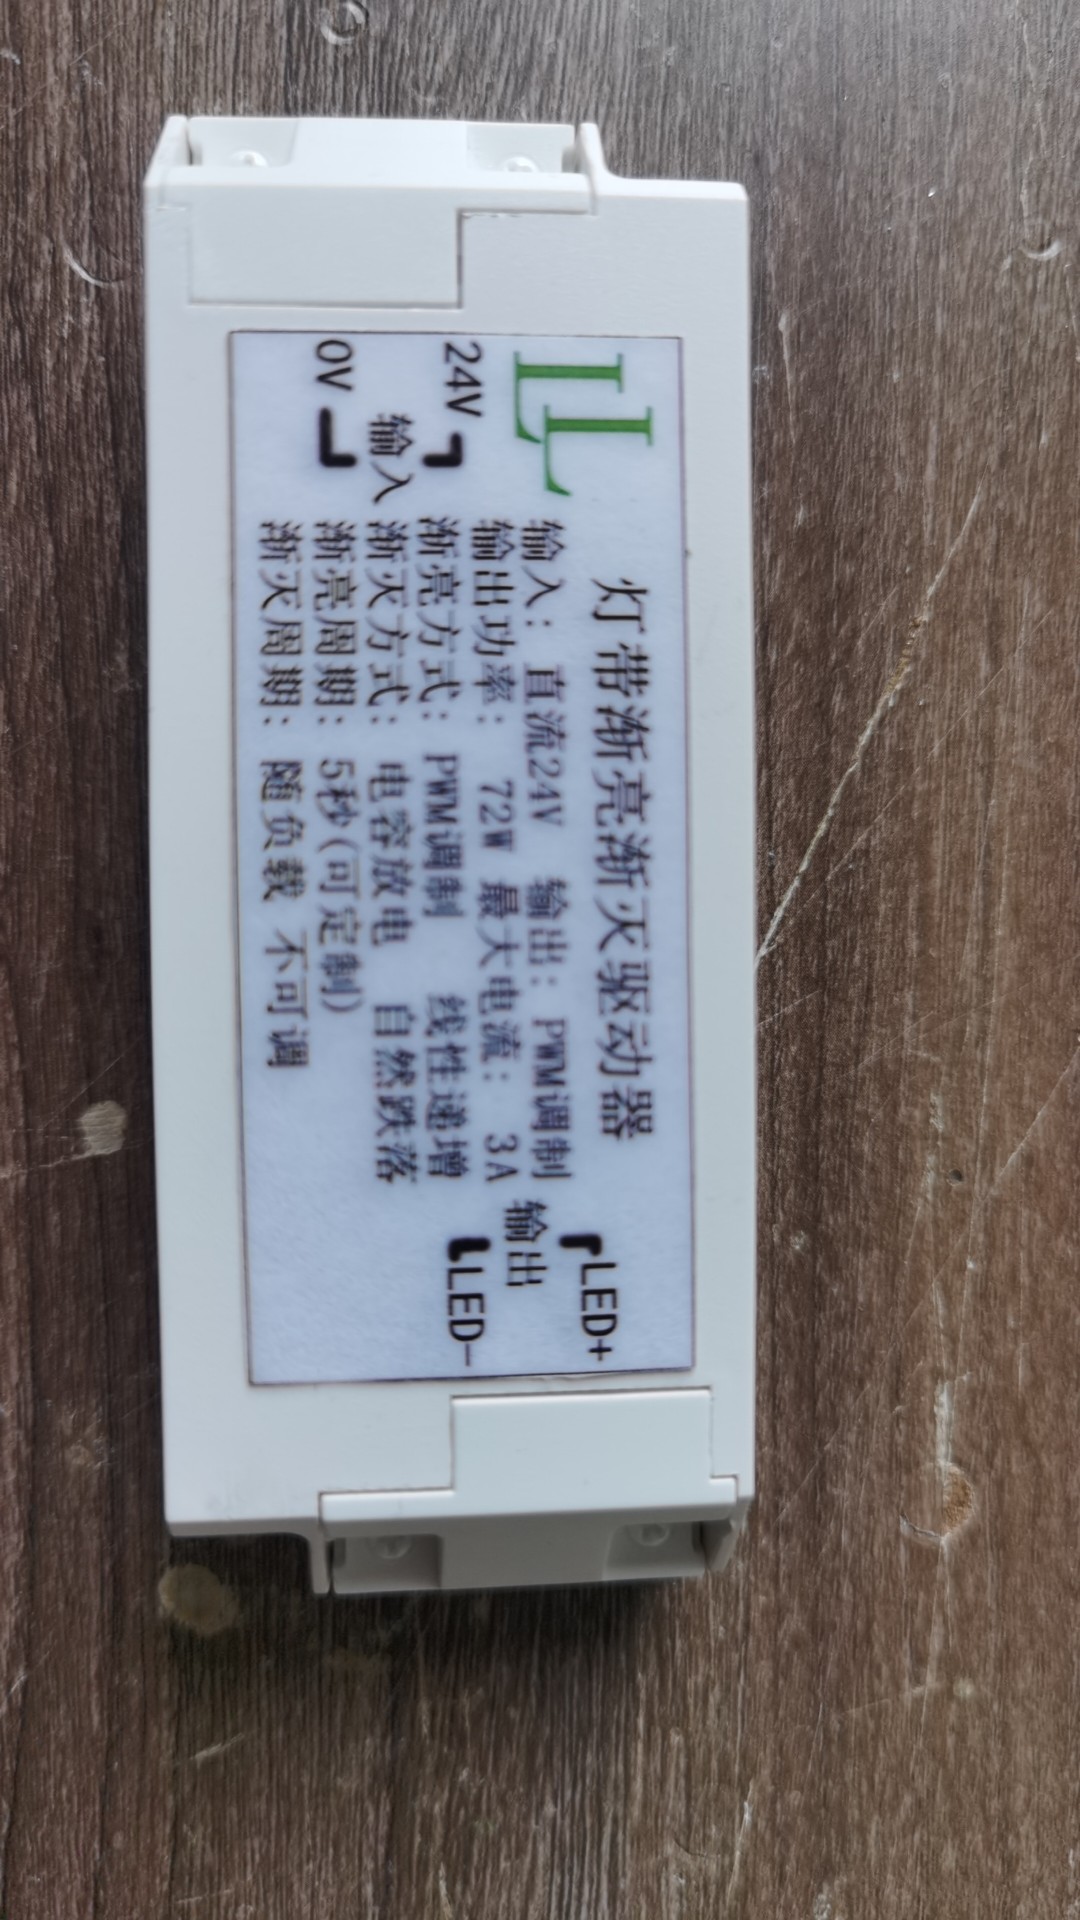 LL
灯带渐亮渐灭驱动器
输入：直流24V 输出：PWM调制
输出功率：72W 最大电流：3A
渐亮方式：PWM调制 线性递增
渐灭方式：电容放电 自然跌落
渐亮周期：5秒(可定制)
渐灭周期：随负载 不可调
24V
输入
0V
LED+
输出
LED-